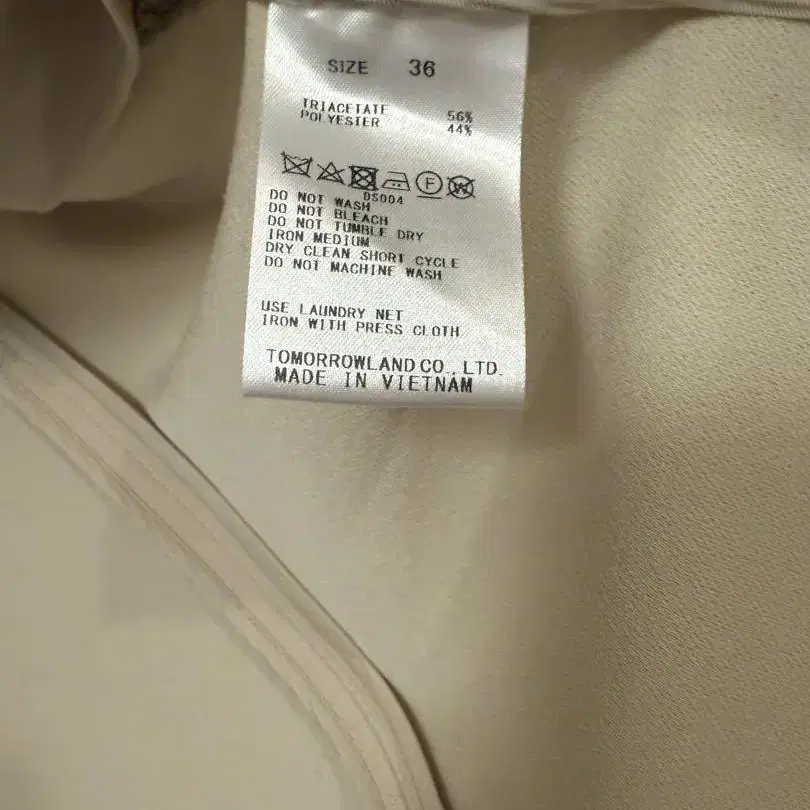 SIZE 36
TRIACETATE 56%
POLYESTER 44%
F W
DS004
DO NOT WASH
DO NOT BLEACH
DO NOT TUMBLE DRY
IRON MEDIUM
DRY CLEAN SHORT CYCLE
DO NOT MACHINE WASH
USE LAUNDRY NET
IRON WITH PRESS CLOTH
TOMORROWLAND CO., LTD.
MADE IN VIETNAM